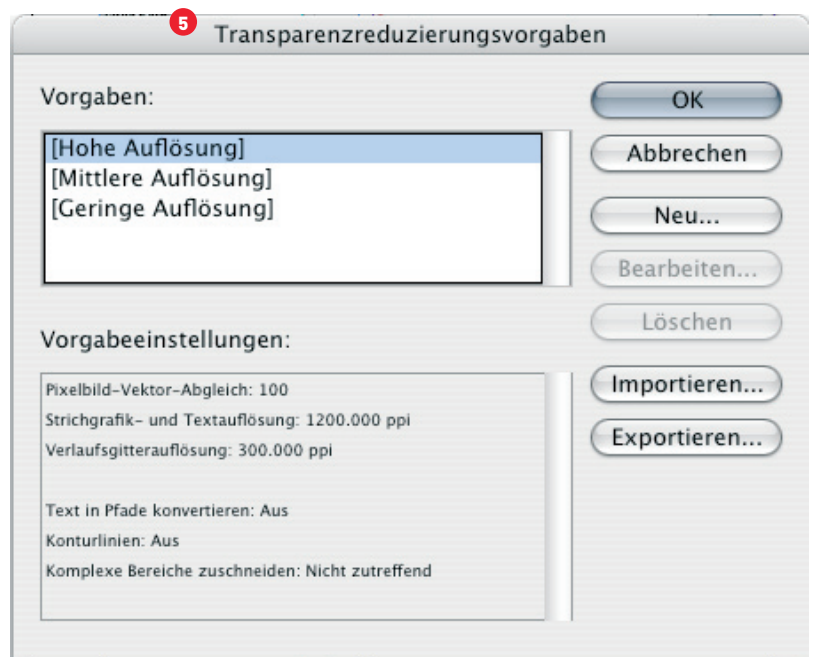 5
Transparenzreduzierungsvorgaben
Vorgaben:
[Hohe Auflösung]
[Mittlere Auflösung]
[Geringe Auflösung]
OK
Abbrechen
Neu...
Bearbeiten...
Löschen
Importieren...
Exportieren...
Vorgabeeinstellungen:
Pixelbild-Vektor-Abgleich: 100
Strichgrafik- und Textauflösung: 1200.000 ppi
Verlaufsgitterauflösung: 300.000 ppi
Text in Pfade konvertieren: Aus
Konturlinien: Aus
Komplexe Bereiche zuschneiden: Nicht zutreffend